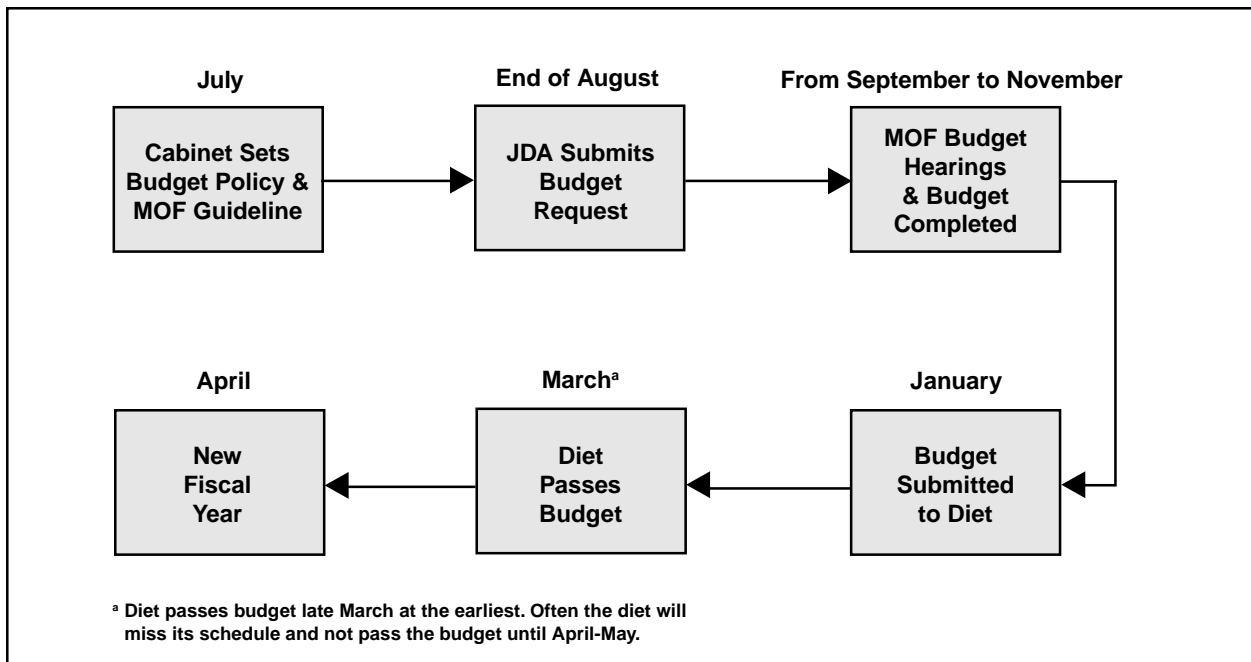 July
Cabinet Sets
Budget Policy &
MOF Guideline
End of August
JDA Submits
Budget
Request
From September to November
MOF Budget
Hearings
& Budget
Completed
January
Budget
Submitted
to Diet
Marchᵃ
Diet
Passes
Budget
April
New
Fiscal
Year
ᵃ Diet passes budget late March at the earliest. Often the diet will
miss its schedule and not pass the budget until April-May.